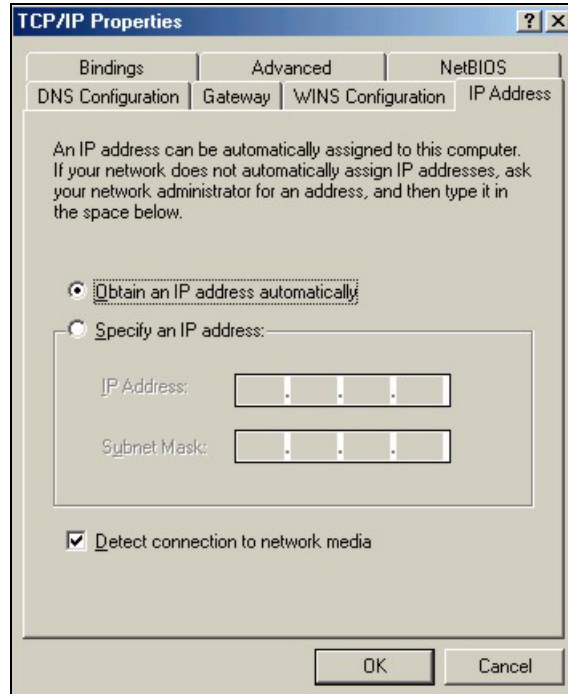 TCP/IP Properties
Bindings
Advanced
NetBIOS
DNS Configuration
Gateway
WINS Configuration
IP Address
An IP address can be automatically assigned to this computer.
If your network does not automatically assign IP addresses, ask
your network administrator for an address, and then type it in
the space below.
Obtain an IP address automatically
Specify an IP address:
IP Address:
Subnet Mask:
Detect connection to network media
OK
Cancel